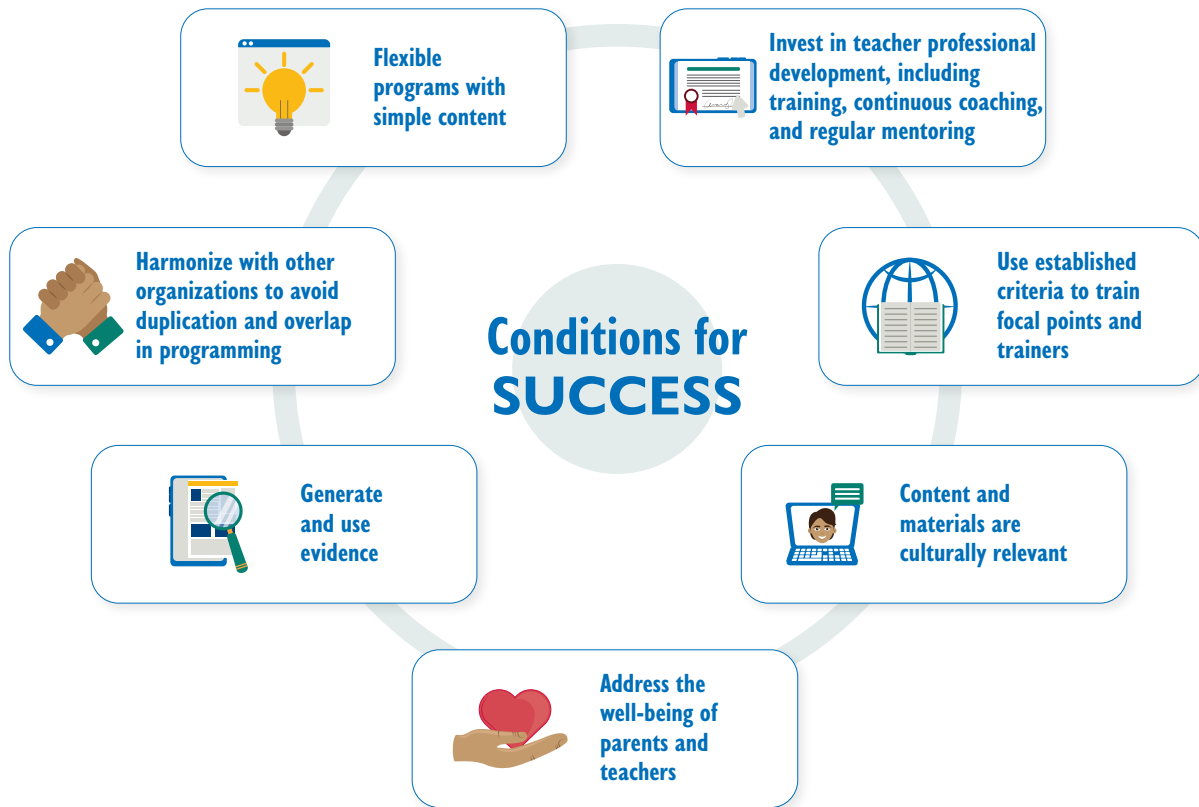 Flexible
programs with
simple content
Invest in teacher professional
development, including
training, continuous coaching,
and regular mentoring
Harmonize with other
organizations to avoid
duplication and overlap
in programming
Use established
criteria to train
focal points and
trainers
Conditions for
SUCCESS
Generate
and use
evidence
Content and
materials are
culturally relevant
Address the
well-being of
parents and
teachers